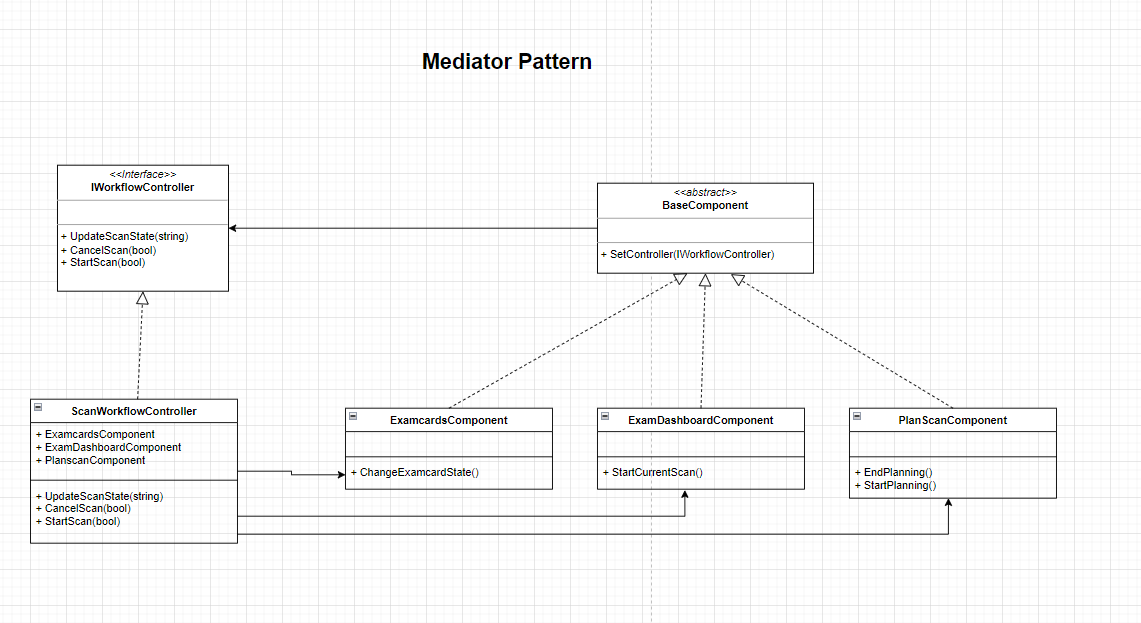 Mediator Pattern
<<Interface>>
IWorkflowController
+ UpdateScanState(string)
+ CancelScan(bool)
+ StartScan(bool)
<<abstract>>
BaseComponent
+ SetController(IWorkflowController)
ScanWorkflowController
+ ExamcardsComponent
+ ExamDashboardComponent
+ PlanscanComponent
+ UpdateScanState(string)
+ CancelScan(bool)
+ StartScan(bool)
ExamcardsComponent
+ ChangeExamcardState()
ExamDashboardComponent
+ StartCurrentScan()
PlanScanComponent
+ EndPlanning()
+ StartPlanning()